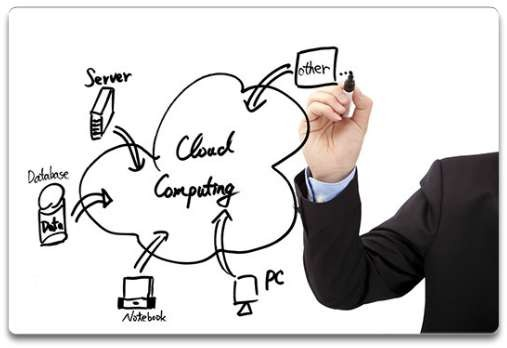 other ...
Server
Cloud
Computing
Database
Data
PC
Notebook